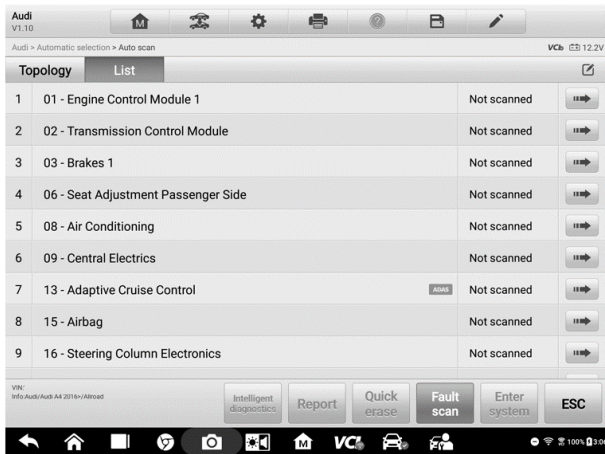 Audi
V1.10
M
?
Audi > Automatic selection > Auto scan
VCI 12.2V
Topology List
1 01 - Engine Control Module 1 Not scanned
2 02 - Transmission Control Module Not scanned
3 03 - Brakes 1 Not scanned
4 06 - Seat Adjustment Passenger Side Not scanned
5 08 - Air Conditioning Not scanned
6 09 - Central Electrics Not scanned
7 13 - Adaptive Cruise Control ADAS Not scanned
8 15 - Airbag Not scanned
9 16 - Steering Column Electronics Not scanned
VIN:
Info:Audi/Audi A4 2016>/Allroad
Intelligent diagnostics
Report
Quick erase
Fault scan
Enter system
ESC
M VCI 100% 3:0